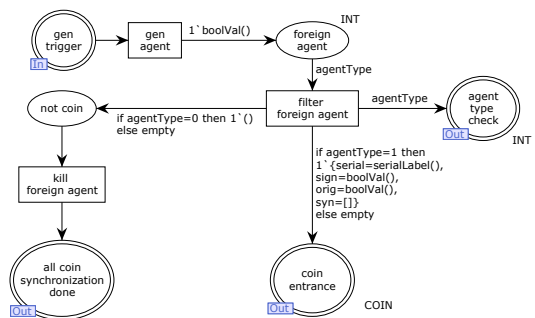 gen
trigger
In
gen
agent
1`boolVal()
foreign
agent
INT
agentType
not coin
if agentType=0 then 1`()
else empty
filter
foreign agent
agentType
agent
type
check
Out
INT
kill
foreign agent
if agentType=1 then
1`{serial=serialLabel(),
sign=boolVal(),
orig=boolVal(),
syn=[]}
else empty
all coin
synchronization
done
Out
coin
entrance
Out
COIN